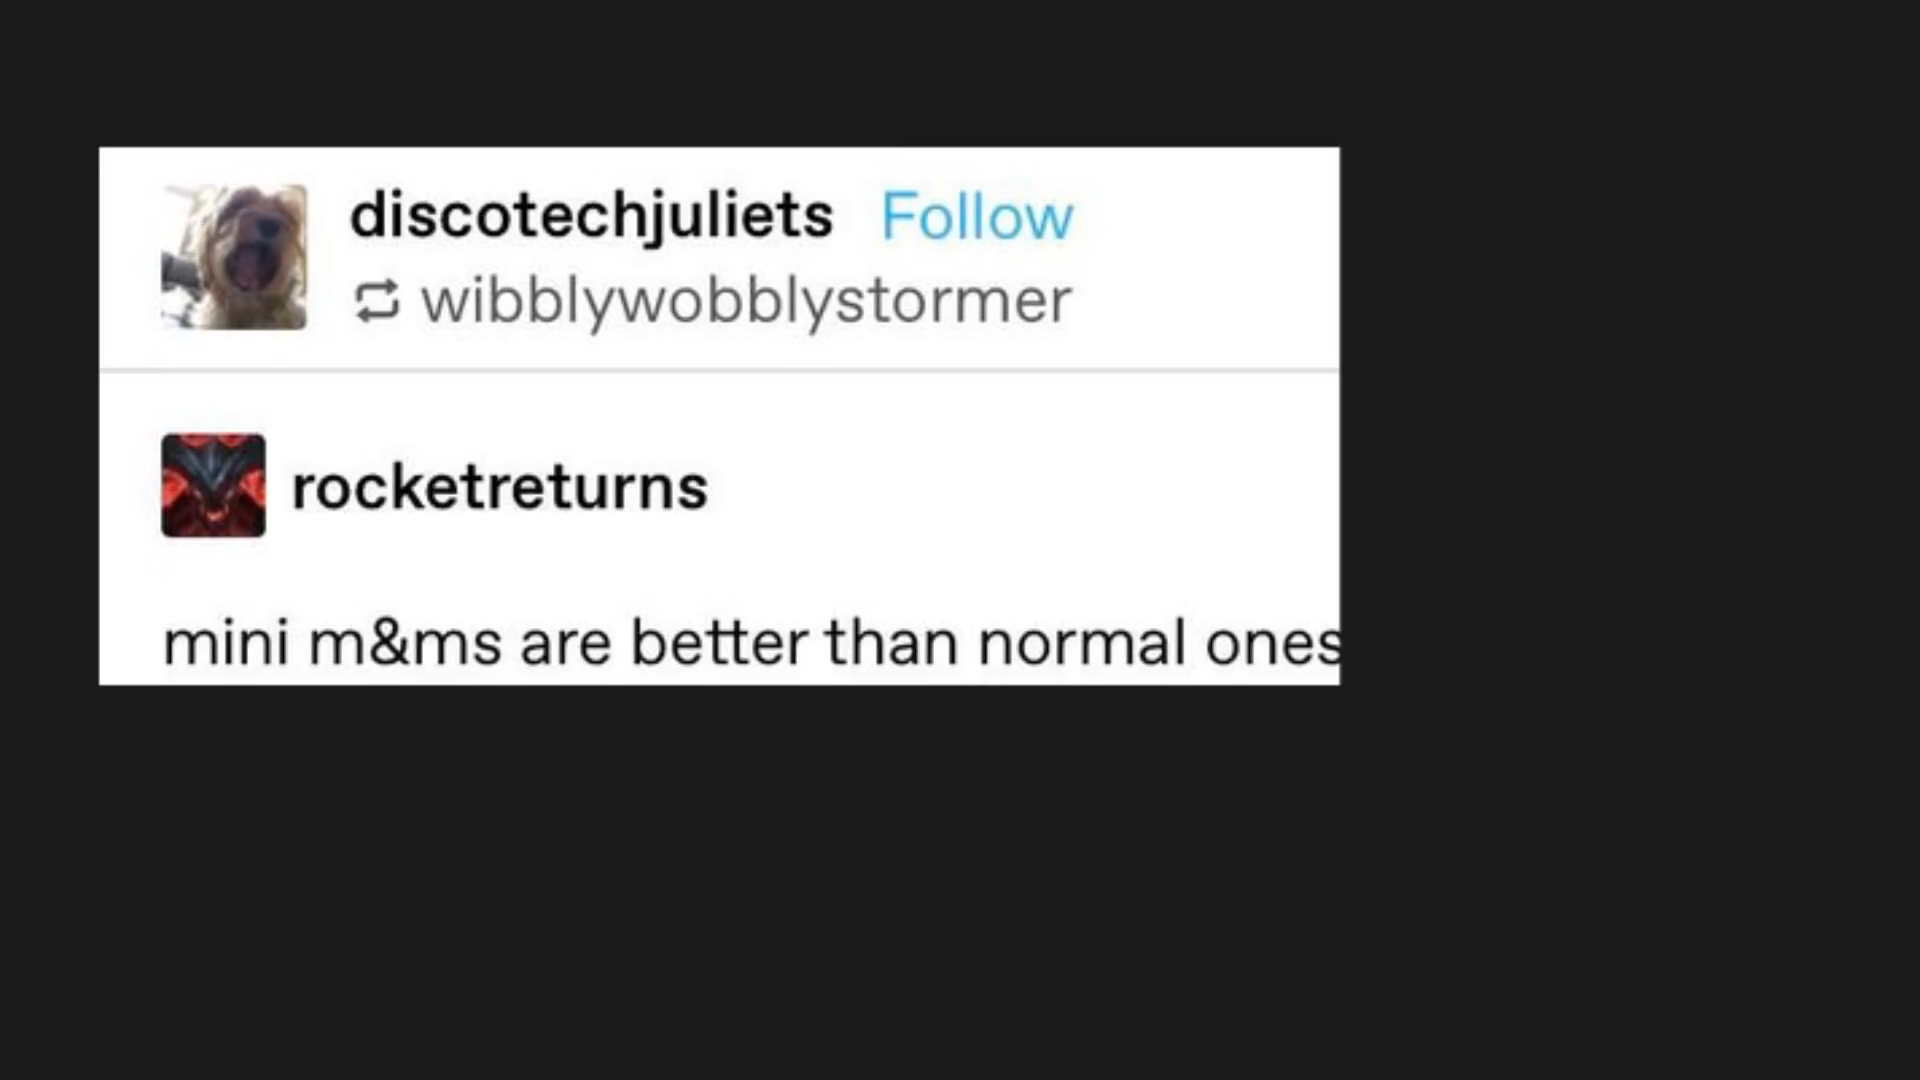 discotechjuliets Follow
wibblywobblystormer
rocketreturns
mini m&ms are better than normal ones